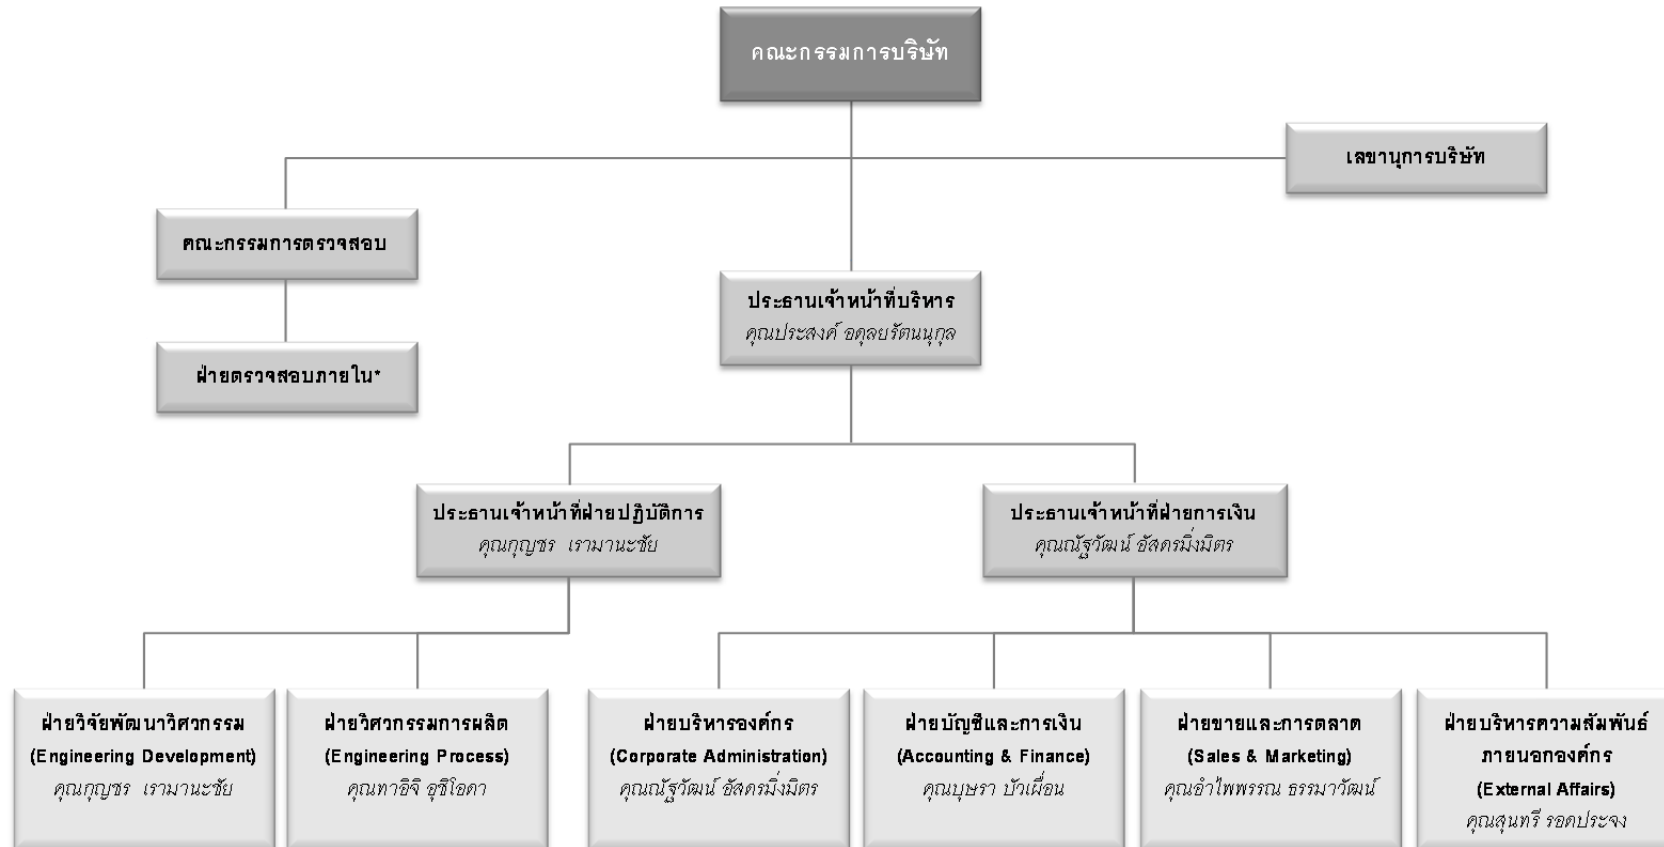 คณะกรรมการบริษัท
เลขานุการบริษัท
คณะกรรมการตรวจสอบ
ประธานเจ้าหน้าที่บริหาร
คุณประสงค์ อดุลยรัตนนุกุล
ฝ่ายตรวจสอบภายใน*
ประธานเจ้าหน้าที่ฝ่ายปฏิบัติการ
คุณกุญชร เรามานะชัย
ประธานเจ้าหน้าที่ฝ่ายการเงิน
คุณณัฐวัฒน์ อัสดรมิ่งมิตร
ฝ่ายวิจัยพัฒนาวิศวกรรม
(Engineering Development)
คุณกุญชร เรามานะชัย
ฝ่ายวิศวกรรมการผลิต
(Engineering Process)
คุณทาอิจิ อุชิโอดา
ฝ่ายบริหารองค์กร
(Corporate Administration)
คุณณัฐวัฒน์ อัสดรมิ่งมิตร
ฝ่ายบัญชีและการเงิน
(Accounting & Finance)
คุณบุษรา บัวเผื่อน
ฝ่ายขายและการตลาด
(Sales & Marketing)
คุณอำไพพรรณ ธรรมาวัฒน์
ฝ่ายบริหารความสัมพันธ์
ภายนอกองค์กร
(External Affairs)
คุณสุนทรี รอดประจง